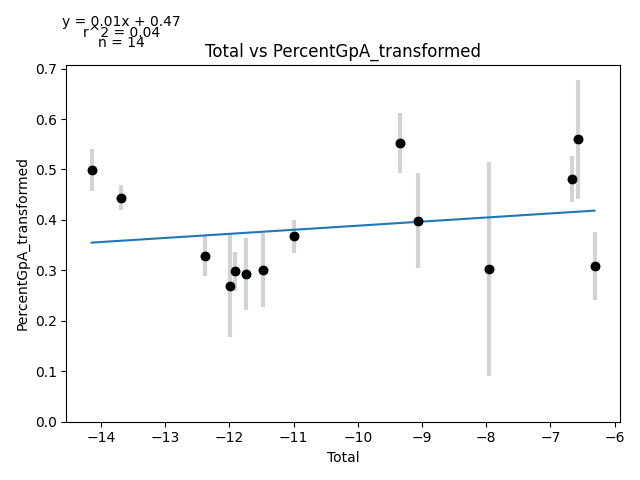 y = 0.01x + 0.47
r^2 = 0.04
n = 14
Total vs PercentGpA_transformed
0.7
0.6
0.5
0.4
0.3
0.2
0.1
0.0
PercentGpA_transformed
−14
−13
−12
−11
−10
−9
−8
−7
−6
Total